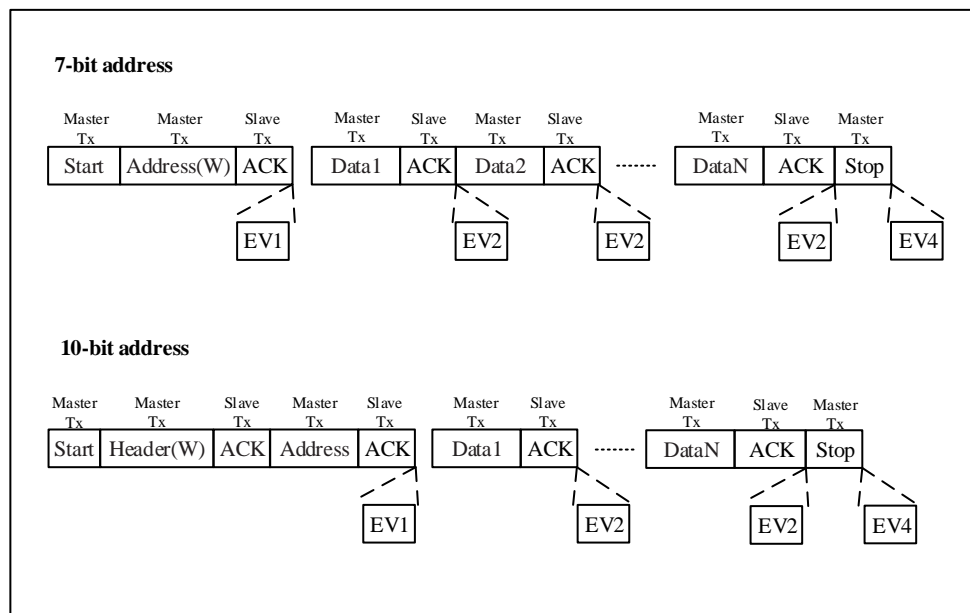 7-bit address
Master Master Slave Master Slave Master Slave Master Slave Master
Tx Tx Tx Tx Tx Tx Tx Tx Tx Tx
Start Address(W) ACK Data1 ACK Data2 ACK DataN ACK Stop
EV1 EV2 EV2 EV2 EV4
10-bit address
Master Master Slave Master Slave Master Slave Master Slave Master
Tx Tx Tx Tx Tx Tx Tx Tx Tx Tx
Start Header(W) ACK Address ACK Data1 ACK DataN ACK Stop
EV1 EV2 EV2 EV4